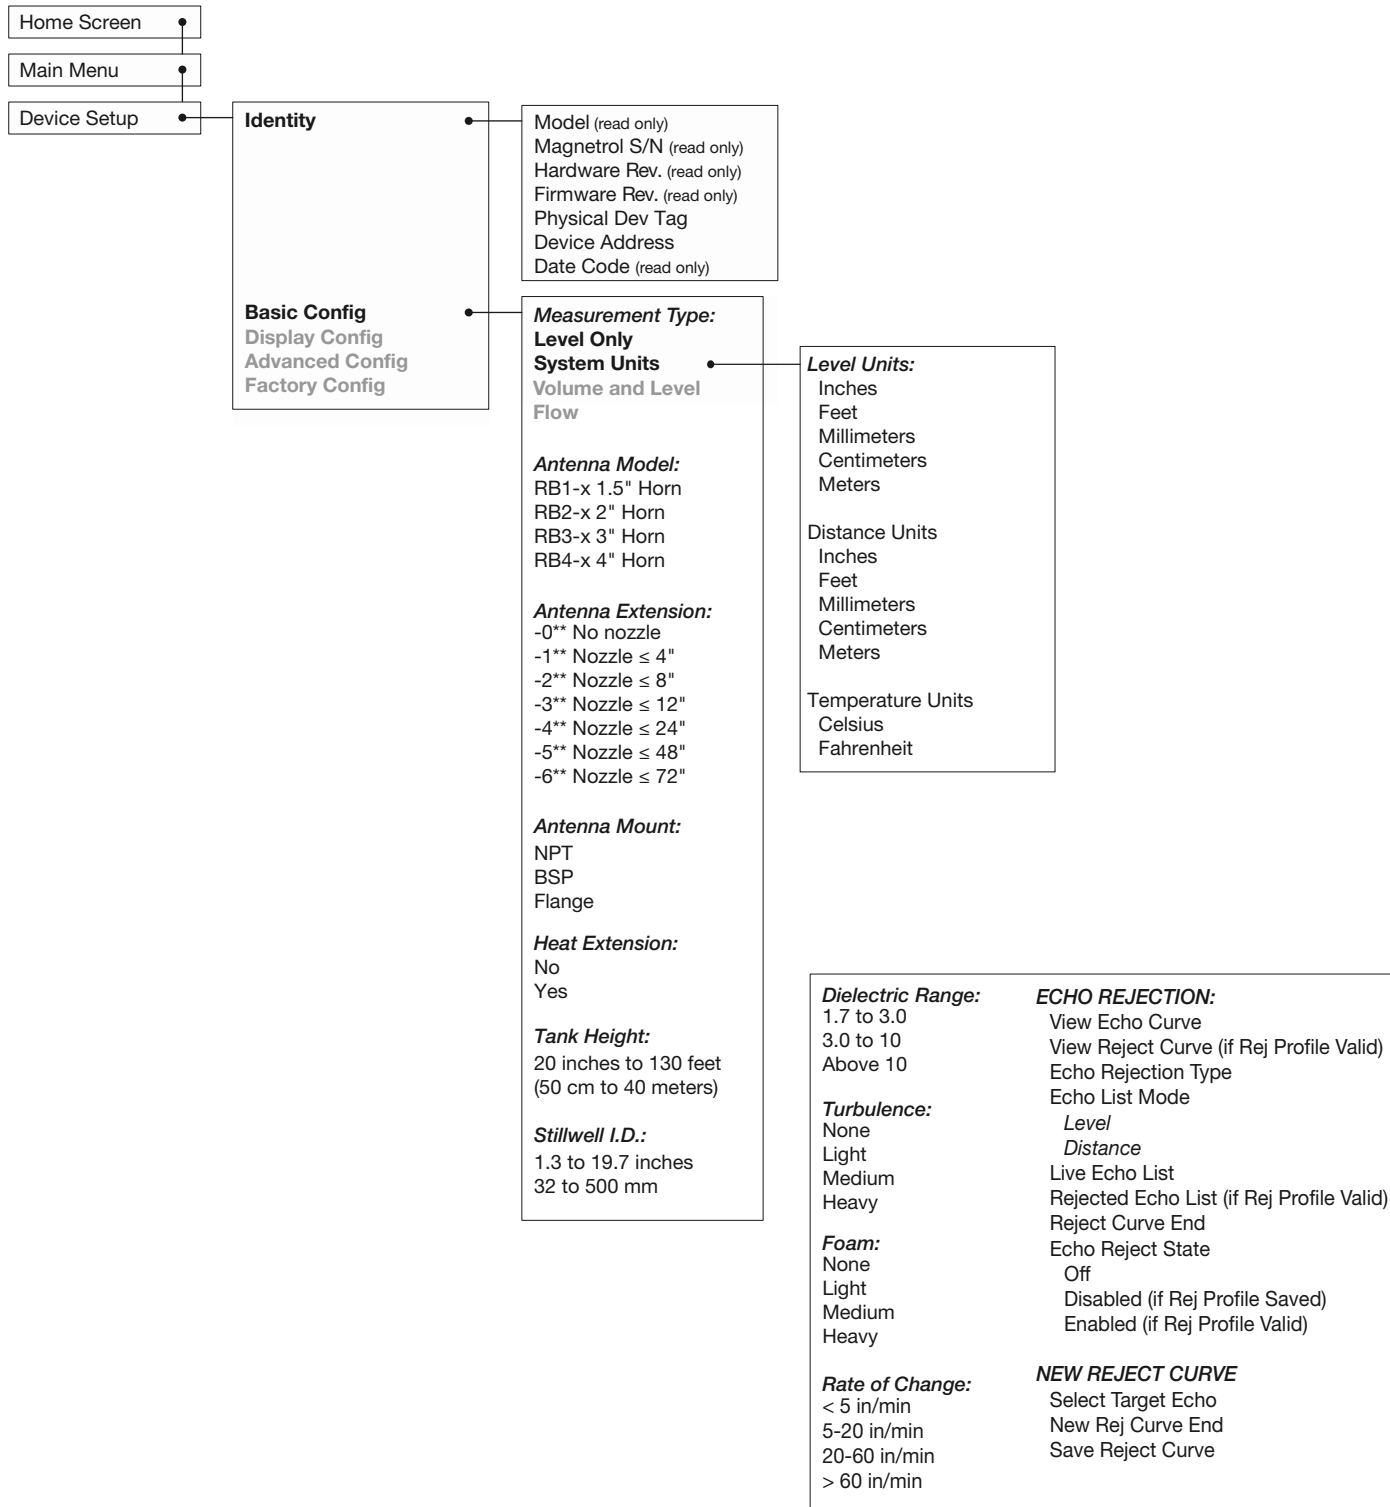 Home Screen
Main Menu
Device Setup
Identity
Basic Config
Display Config
Advanced Config
Factory Config
Model (read only)
Magnetrol S/N (read only)
Hardware Rev. (read only)
Firmware Rev. (read only)
Physical Dev Tag
Device Address
Date Code (read only)
Measurement Type:
Level Only
System Units
Volume and Level
Flow
Antenna Model:
RB1-x 1.5" Horn
RB2-x 2" Horn
RB3-x 3" Horn
RB4-x 4" Horn
Antenna Extension:
-0** No nozzle
-1** Nozzle ≤ 4"
-2** Nozzle ≤ 8"
-3** Nozzle ≤ 12"
-4** Nozzle ≤ 24"
-5** Nozzle ≤ 48"
-6** Nozzle ≤ 72"
Antenna Mount:
NPT
BSP
Flange
Heat Extension:
No
Yes
Tank Height:
20 inches to 130 feet
(50 cm to 40 meters)
Stillwell I.D.:
1.3 to 19.7 inches
32 to 500 mm
Level Units:
Inches
Feet
Millimeters
Centimeters
Meters
Distance Units
Inches
Feet
Millimeters
Centimeters
Meters
Temperature Units
Celsius
Fahrenheit
Dielectric Range:
1.7 to 3.0
3.0 to 10
Above 10
Turbulence:
None
Light
Medium
Heavy
Foam:
None
Light
Medium
Heavy
Rate of Change:
< 5 in/min
5-20 in/min
20-60 in/min
> 60 in/min
ECHO REJECTION:
View Echo Curve
View Reject Curve (if Rej Profile Valid)
Echo Rejection Type
Echo List Mode
Level
Distance
Live Echo List
Rejected Echo List (if Rej Profile Valid)
Reject Curve End
Echo Reject State
Off
Disabled (if Rej Profile Saved)
Enabled (if Rej Profile Valid)
NEW REJECT CURVE
Select Target Echo
New Rej Curve End
Save Reject Curve